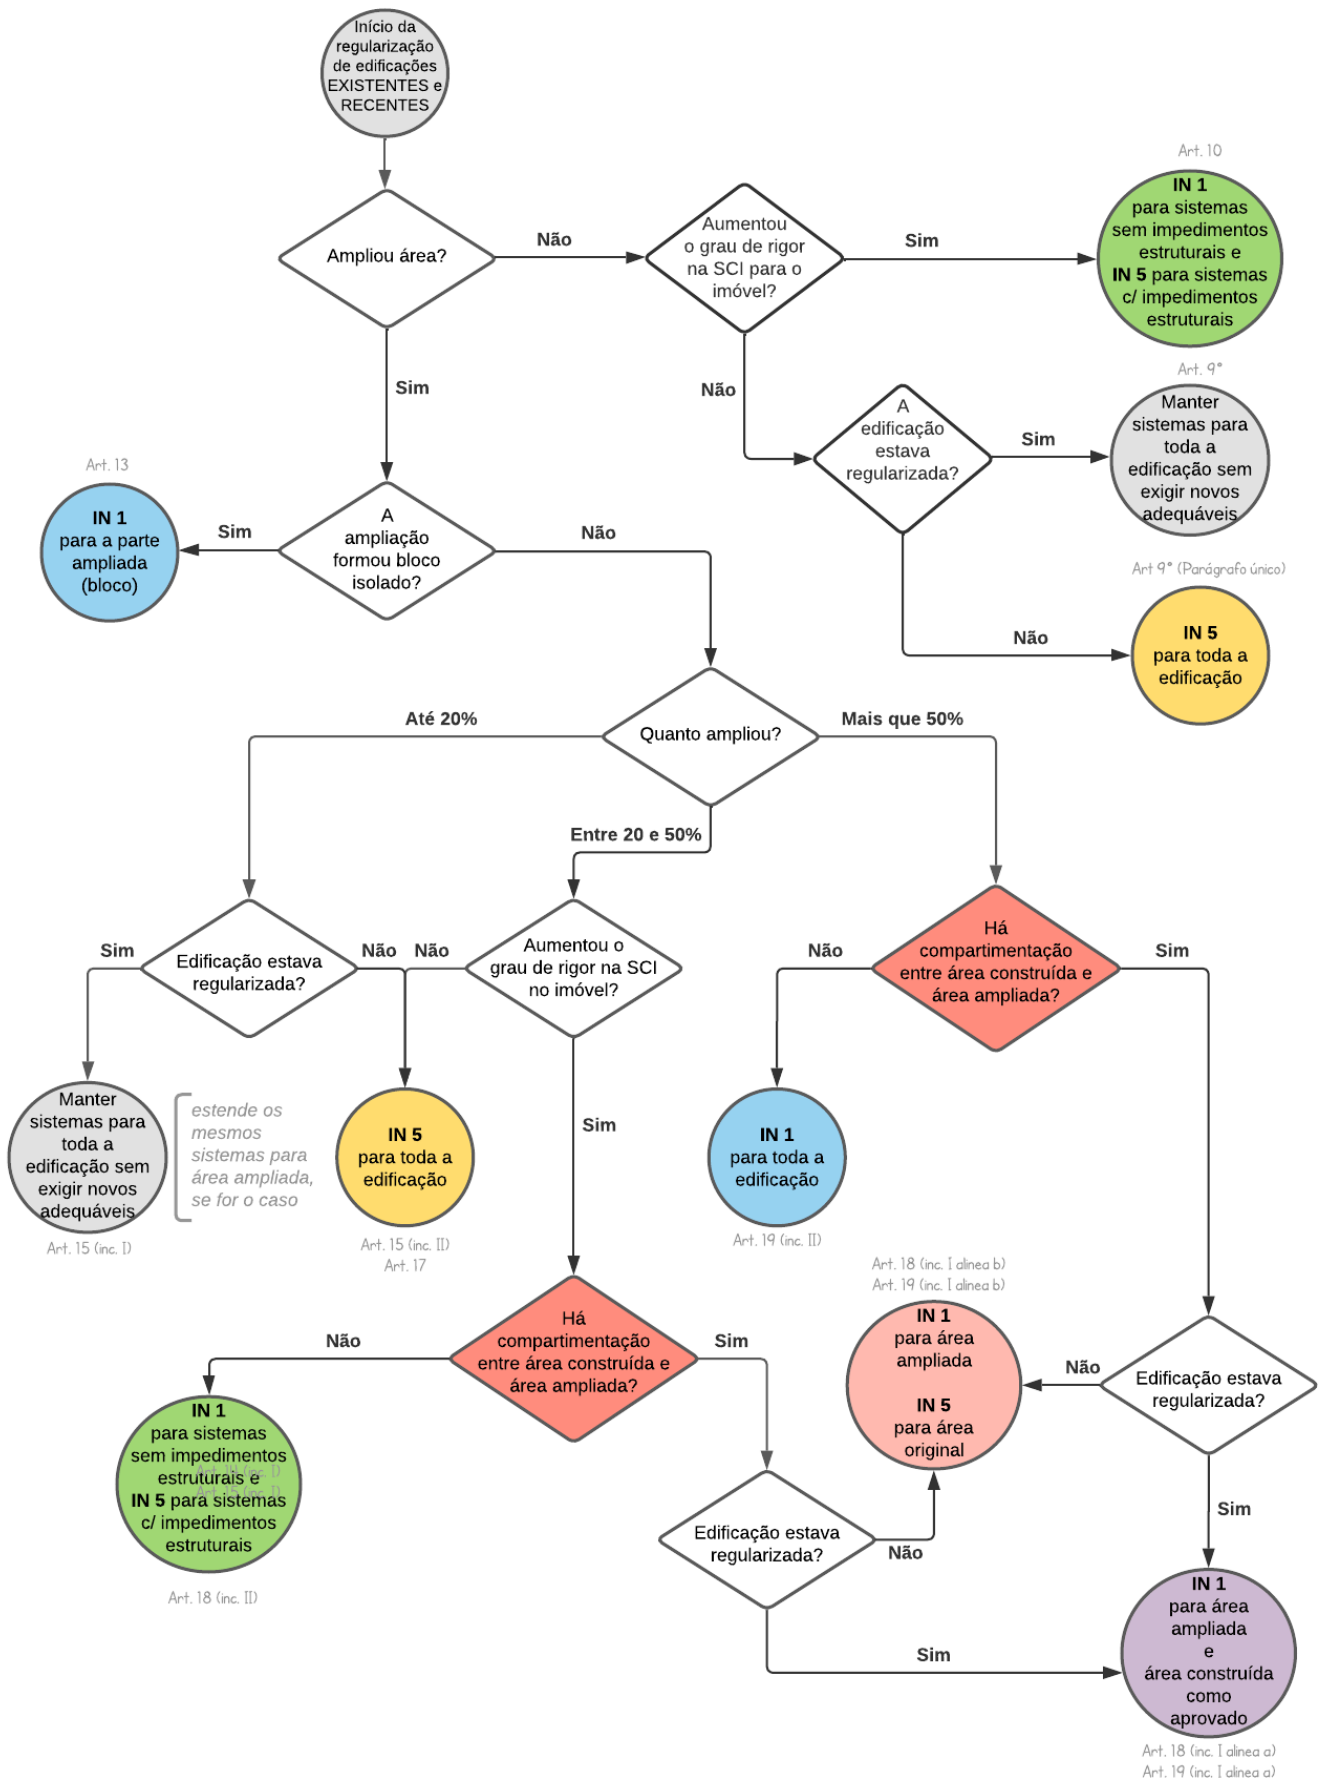 Início da
regularização
de edificações
EXISTENTES e
RECENTES
Ampliou área?
Não
Aumentou
o grau de rigor
na SCI para o
imóvel?
Sim
Art. 10
IN 1
para sistemas
sem impedimentos
estruturais e
IN 5 para sistemas
c/ impedimentos
estruturais
Sim
Não
A
edificação
estava
regularizada?
Sim
Art. 9°
Manter
sistemas para
toda a
edificação sem
exigir novos
adequáveis
Art. 13
IN 1
para a parte
ampliada
(bloco)
Sim
A
ampliação
formou bloco
isolado?
Não
Não
Art 9° (Parágrafo único)
IN 5
para toda a
edificação
Até 20%
Quanto ampliou?
Mais que 50%
Entre 20 e 50%
Sim
Edificação estava
regularizada?
Não
Não
Aumentou o
grau de rigor na SCI
no imóvel?
Não
Há
compartimentação
entre área construída e
área ampliada?
Sim
Manter
sistemas para
toda a
edificação sem
exigir novos
adequáveis
estende os
mesmos
sistemas para
área ampliada,
se for o caso
Art. 15 (inc. I)
IN 5
para toda a
edificação
Art. 15 (inc. II)
Art. 17
Sim
IN 1
para toda a
edificação
Art. 19 (inc. II)
Não
Há
compartimentação
entre área construída e
área ampliada?
Sim
Art. 18 (inc. I alinea b)
Art. 19 (inc. I alinea b)
IN 1
para área
ampliada
IN 5
para área
original
Não
Edificação estava
regularizada?
IN 1
para sistemas
sem impedimentos
estruturais e
IN 5 para sistemas
c/ impedimentos
estruturais
Art. 18 (inc. II)
Edificação estava
regularizada?
Não
Sim
Sim
IN 1
para área
ampliada
e
área construída
como
aprovado
Art. 18 (inc. I alinea a)
Art. 19 (inc. I alinea a)